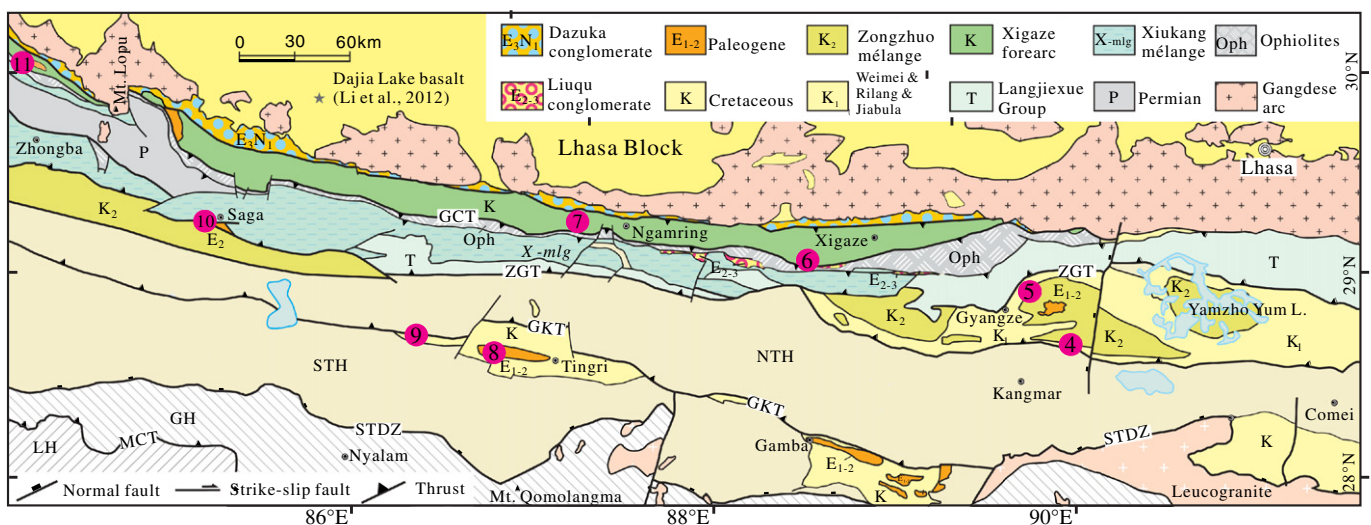 0 30 60km
Dajia Lake basalt
(Li et al., 2012)
E₃N₁ Dazuka
conglomerate
E₁₋₂ Paleogene
K₂ Zongzhuo
mélange
K Xigaze
forearc
X-mlg Xiukang
mélange
Oph Ophiolites
E₂₋₃ Liuqu
conglomerate
K Cretaceous
K₁ Weimei &
Rilang &
Jiabula
T Langjiexue
Group
P Permian
Gangdese
arc
30°N
29°N
28°N
11
Mt. Lopu
Zhongba
P
E₃N₁
Lhasa Block
Lhasa
K₂
10
Saga
E₂
GCT
K
7
Ngamring
Xigaze
6
Oph
Oph
X-mlg
T
ZGT
E₂₋₃
E₂₋₃
ZGT
T
5
E₁₋₂
K₂
Yamzho Yum L.
K₂
Gyangze
K₁
4
K₂
K₁
9
K
GKT
8
E₁₋₂
Tingri
STH
NTH
Kangmar
Comei
GKT
GH
STDZ
STDZ
LH
MCT
Nyalam
Gamba
E₁₋₂
K
K
Leucogranite
Mt. Qomolangma
Normal fault Strike-slip fault Thrust
86°E 88°E 90°E